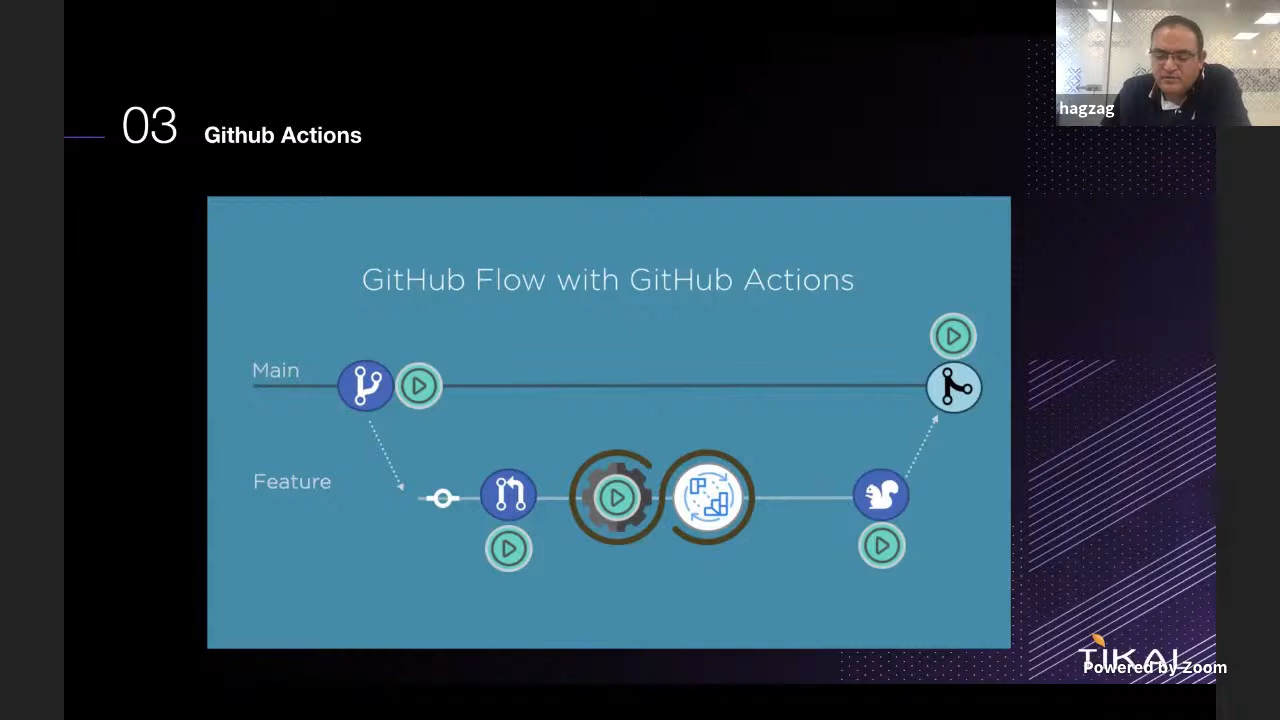 hagzag
03 Github Actions
GitHub Flow with GitHub Actions
Main
Feature
TIKAL
Powered by Zoom